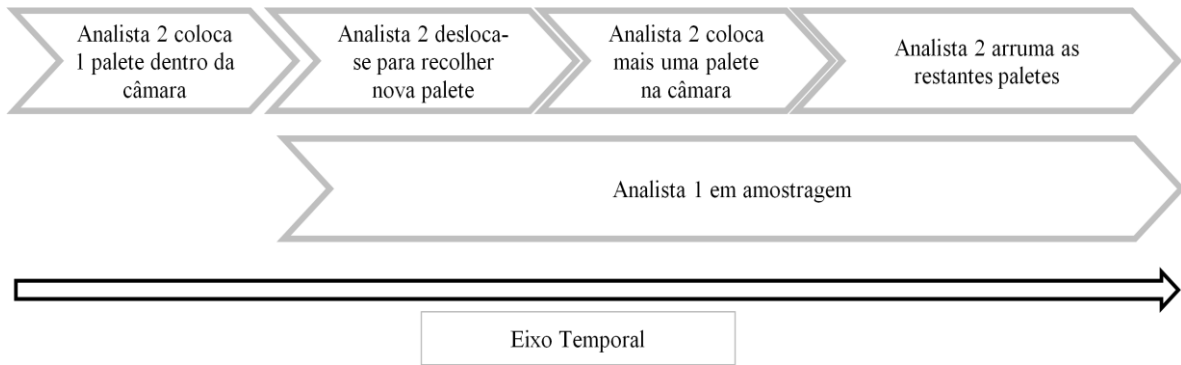 Analista 2 coloca
1 palete dentro da
câmara
Analista 2 desloca-
se para recolher
nova palete
Analista 2 coloca
mais uma palete
na câmara
Analista 2 arruma as
restantes paletes
Analista 1 em amostragem
Eixo Temporal